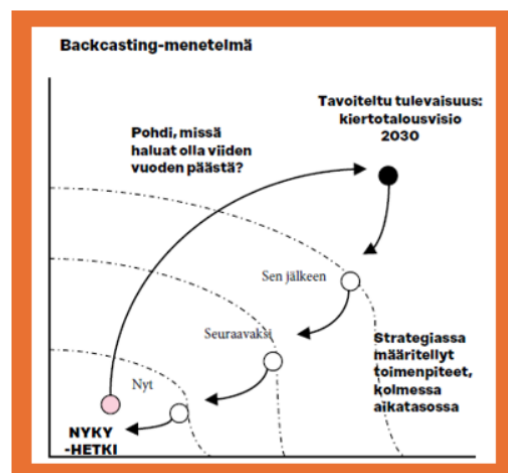 Backcasting-menetelmä
Tavoiteltu tulevaisuus:
kiertotalousvisio
2030
Pohdi, missä
haluat olla viiden
vuoden päästä?
Sen jälkeen
Seuraavaksi
Strategiassa
määritellyt
toimenpiteet,
kolmessa
aikatasossa
Nyt
NYKY
-HETKI